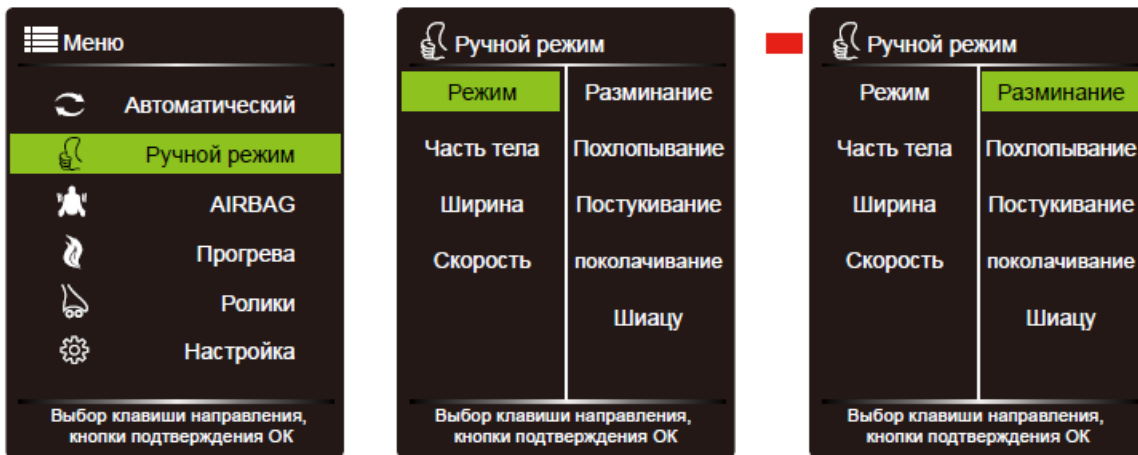 Меню
Автоматический
Ручной режим
AIRBAG
Прогрева
Ролики
Настройка
Выбор клавиши направления,
кнопки подтверждения ОК
Ручной режим
Режим Разминание
Часть тела Похлопывание
Ширина Постукивание
Скорость поколачивание
Шиацу
Выбор клавиши направления,
кнопки подтверждения ОК
Ручной режим
Режим Разминание
Часть тела Похлопывание
Ширина Постукивание
Скорость поколачивание
Шиацу
Выбор клавиши направления,
кнопки подтверждения ОК